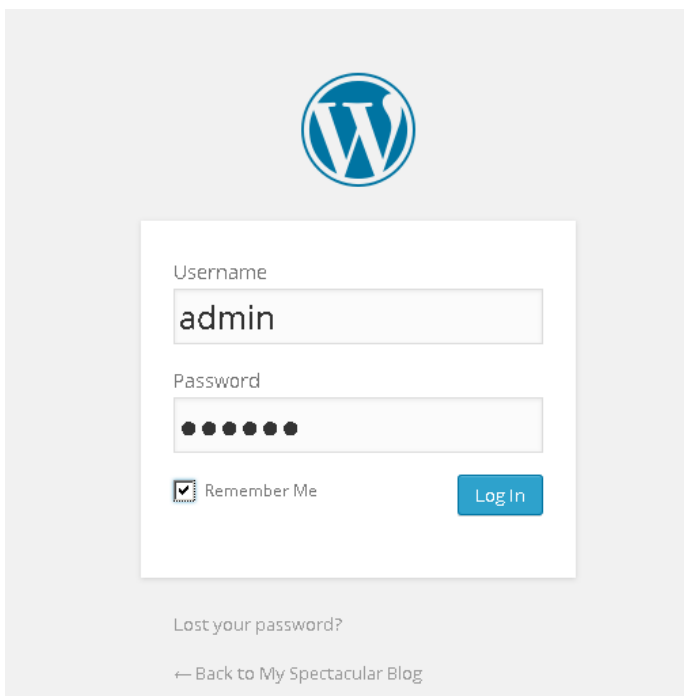 Username
admin
Password
●●●●●●
Remember Me
Log In
Lost your password?
← Back to My Spectacular Blog